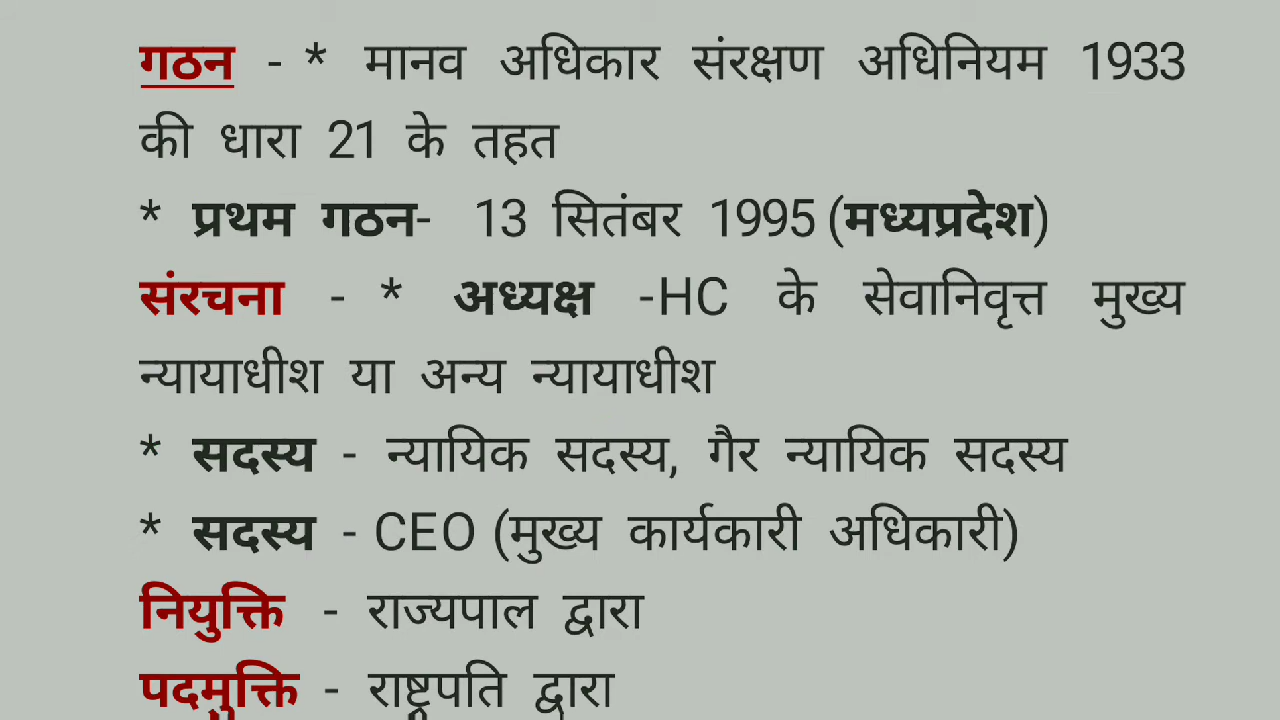 गठन - * मानव अधिकार संरक्षण अधिनियम 1933
की धारा 21 के तहत
* प्रथम गठन- 13 सितंबर 1995 (मध्यप्रदेश)
संरचना - * अध्यक्ष -HC के सेवानिवृत्त मुख्य
न्यायाधीश या अन्य न्यायाधीश
* सदस्य - न्यायिक सदस्य, गैर न्यायिक सदस्य
* सदस्य - CEO (मुख्य कार्यकारी अधिकारी)
नियुक्ति - राज्यपाल द्वारा
पदमुक्ति - राष्ट्रपति द्वारा